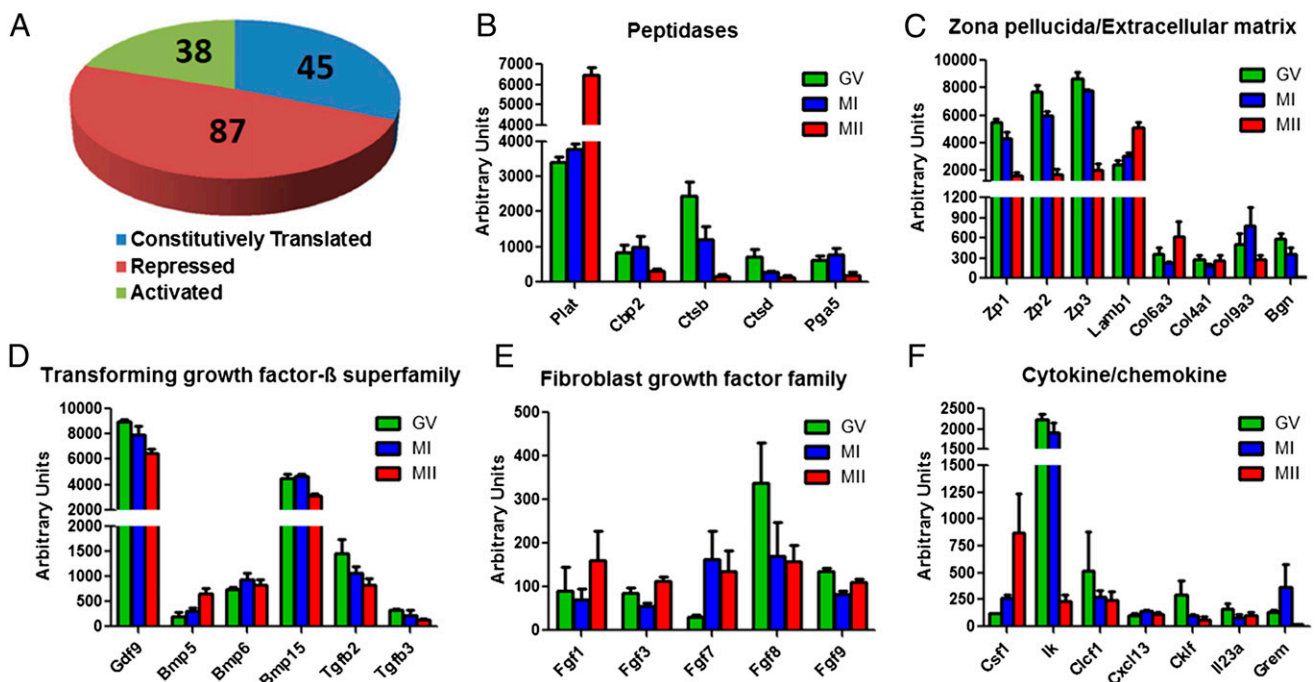 A
38
45
87
Constitutively Translated
Repressed
Activated
B
Peptidases
Arbitrary Units
7000
6000
5000
4000
4000
3000
2000
1000
0
GV
MI
MII
Plat
Cbp2
Ctsb
Ctsd
Pga5
C
Zona pellucida/Extracellular matrix
Arbitrary Units
10000
8000
6000
4000
2000
1200
900
600
300
0
GV
MI
MII
Zp1
Zp2
Zp3
Lamb1
Col6a3
Col4a1
Col9a3
Bgn
D
Transforming growth factor-ß superfamily
Arbitrary Units
10000
8000
6000
4000
2000
2000
1500
1000
500
0
GV
MI
MII
Gdf9
Bmp5
Bmp6
Bmp15
Tgfb2
Tgfb3
E
Fibroblast growth factor family
Arbitrary Units
500
400
300
200
100
0
GV
MI
MII
Fgf1
Fgf3
Fgf7
Fgf8
Fgf9
F
Cytokine/chemokine
Arbitrary Units
2500
2000
1500
1500
1250
750
500
250
0
GV
MI
MII
Csf1
Ik
Clcf1
Cxcl13
Cklf
Il23a
Grem